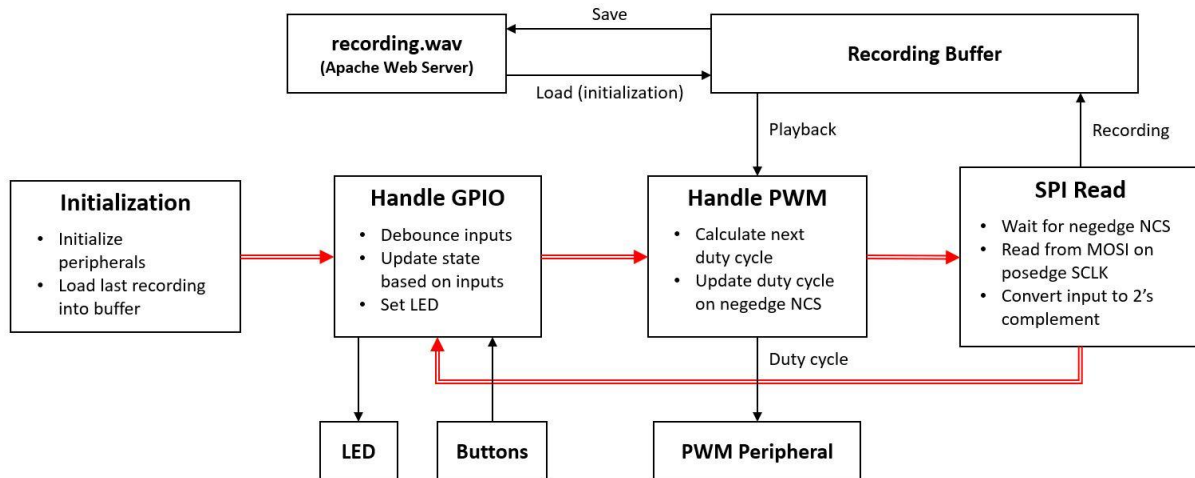 Save
recording.wav
(Apache Web Server)
Recording Buffer
Load (initialization)
Playback
Recording
Initialization
• Initialize
peripherals
• Load last recording
into buffer
Handle GPIO
• Debounce inputs
• Update state
based on inputs
• Set LED
Handle PWM
• Calculate next
duty cycle
• Update duty cycle
on negedge NCS
SPI Read
• Wait for negedge NCS
• Read from MOSI on
posedge SCLK
• Convert input to 2's
complement
Duty cycle
LED
Buttons
PWM Peripheral